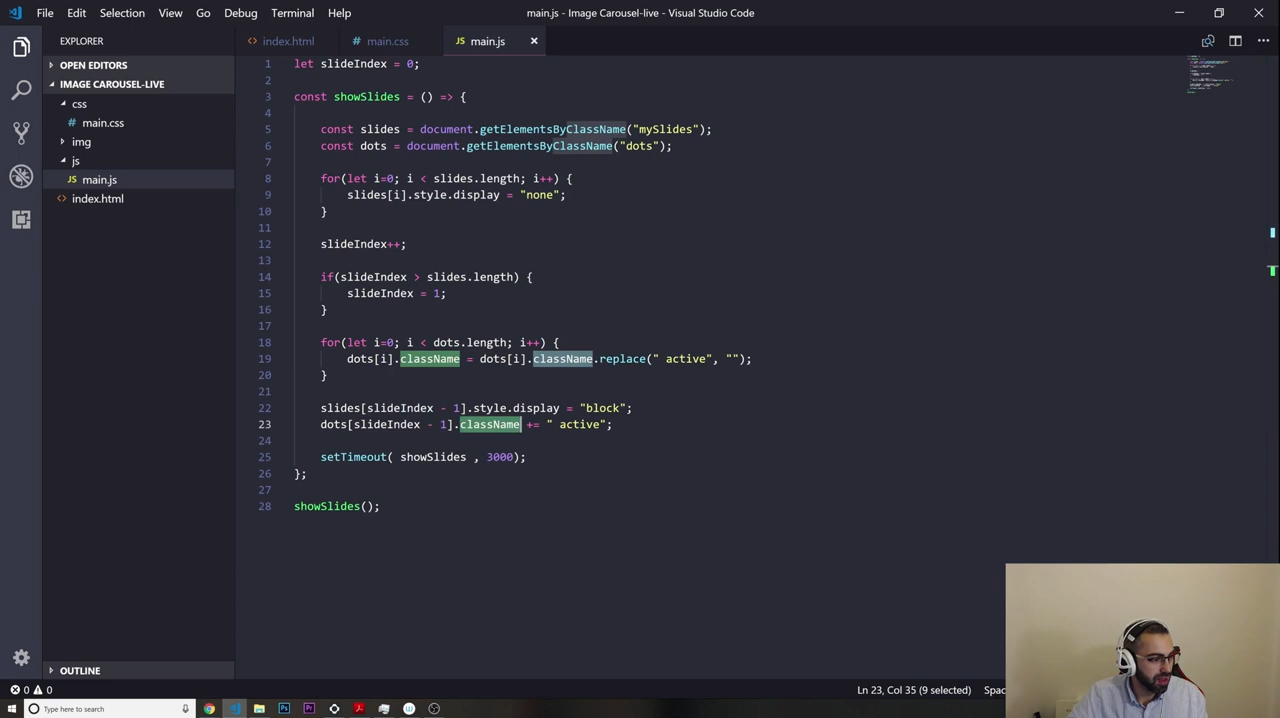 File Edit Selection View Go Debug Terminal Help
main.js - Image Carousel-live - Visual Studio Code
EXPLORER
index.html
# main.css
JS main.js
OPEN EDITORS
IMAGE CAROUSEL-LIVE
css
# main.css
img
js
JS main.js
<> index.html
1 let slideIndex = 0;
2
3 const showSlides = () => {
4
5 const slides = document.getElementsByClassName("mySlides");
6 const dots = document.getElementsByClassName("dots");
7
8 for(let i=0; i < slides.length; i++) {
9 slides[i].style.display = "none";
10 }
11
12 slideIndex++;
13
14 if(slideIndex > slides.length) {
15 slideIndex = 1;
16 }
17
18 for(let i=0; i < dots.length; i++) {
19 dots[i].className = dots[i].className.replace(" active", "");
20 }
21
22 slides[slideIndex - 1].style.display = "block";
23 dots[slideIndex - 1].className += " active";
24
25 setTimeout( showSlides , 3000);
26 };
27
28 showSlides();
OUTLINE
0 0
Ln 23, Col 35 (9 selected)
Spac
Type here to search